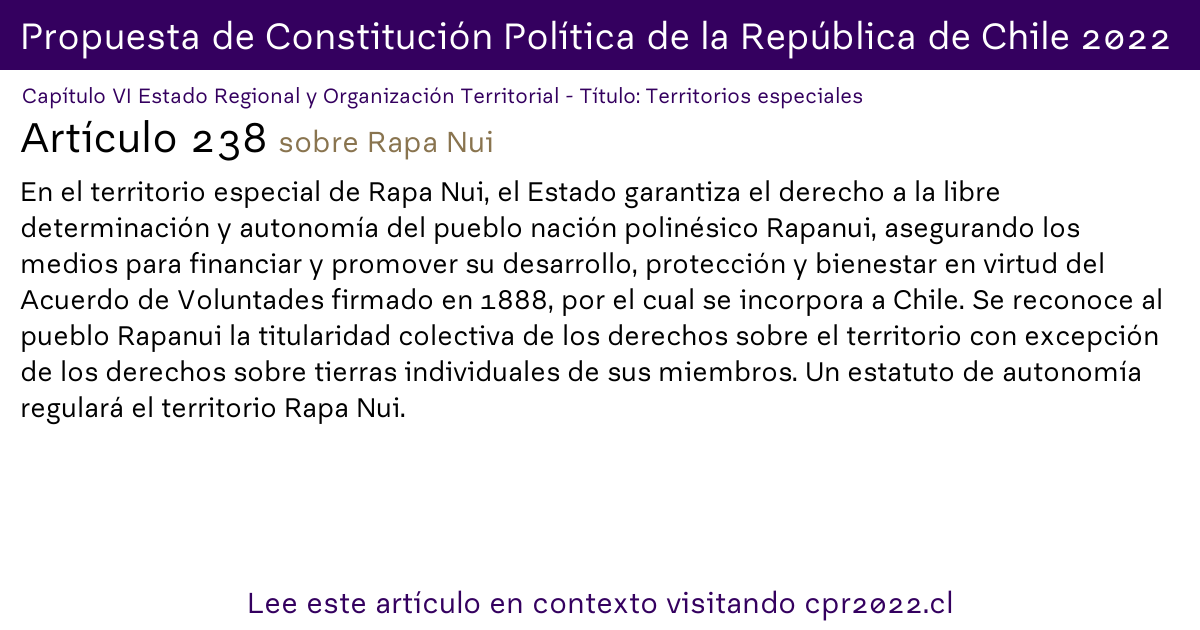 Propuesta de Constitución Política de la República de Chile 2022
Capítulo VI Estado Regional y Organización Territorial - Título: Territorios especiales
Artículo 238 sobre Rapa Nui
En el territorio especial de Rapa Nui, el Estado garantiza el derecho a la libre
determinación y autonomía del pueblo nación polinésico Rapanui, asegurando los
medios para financiar y promover su desarrollo, protección y bienestar en virtud del
Acuerdo de Voluntades firmado en 1888, por el cual se incorpora a Chile. Se reconoce al
pueblo Rapanui la titularidad colectiva de los derechos sobre el territorio con excepción
de los derechos sobre tierras individuales de sus miembros. Un estatuto de autonomía
regulará el territorio Rapa Nui.
Lee este artículo en contexto visitando cpr2022.cl